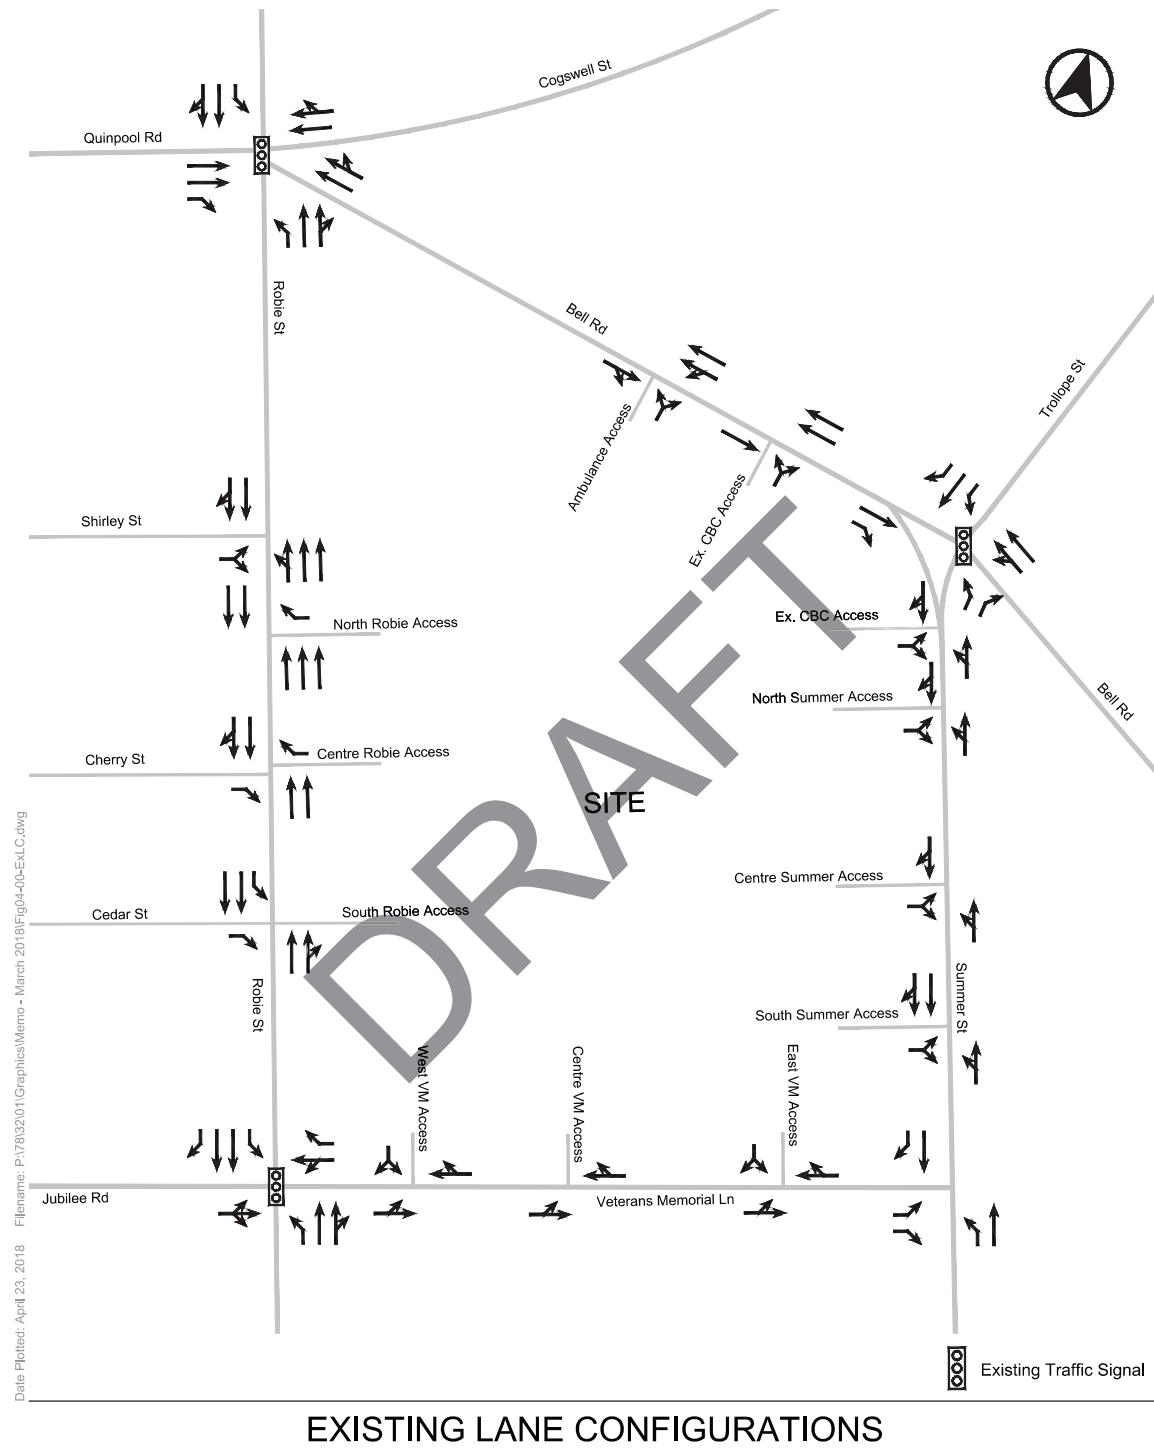 Cogswell St
Quinpool Rd
Robie St
Bell Rd
Trollope St
Ambulance Access
Ex. CBC Access
Shirley St
North Robie Access
Ex. CBC Access
North Summer Access
Bell Rd
Cherry St
Centre Robie Access
SITE
DRAFT
Centre Summer Access
Cedar St
South Robie Access
Robie St
Summer St
South Summer Access
West VM Access
Centre VM Access
East VM Access
Jubilee Rd
Veterans Memorial Ln
Existing Traffic Signal
Date Plotted: April 23, 2018 Filename: P:\78\32\01\Graphics\Memo - March 2018\Fig04-00-ExLC.dwg
EXISTING LANE CONFIGURATIONS